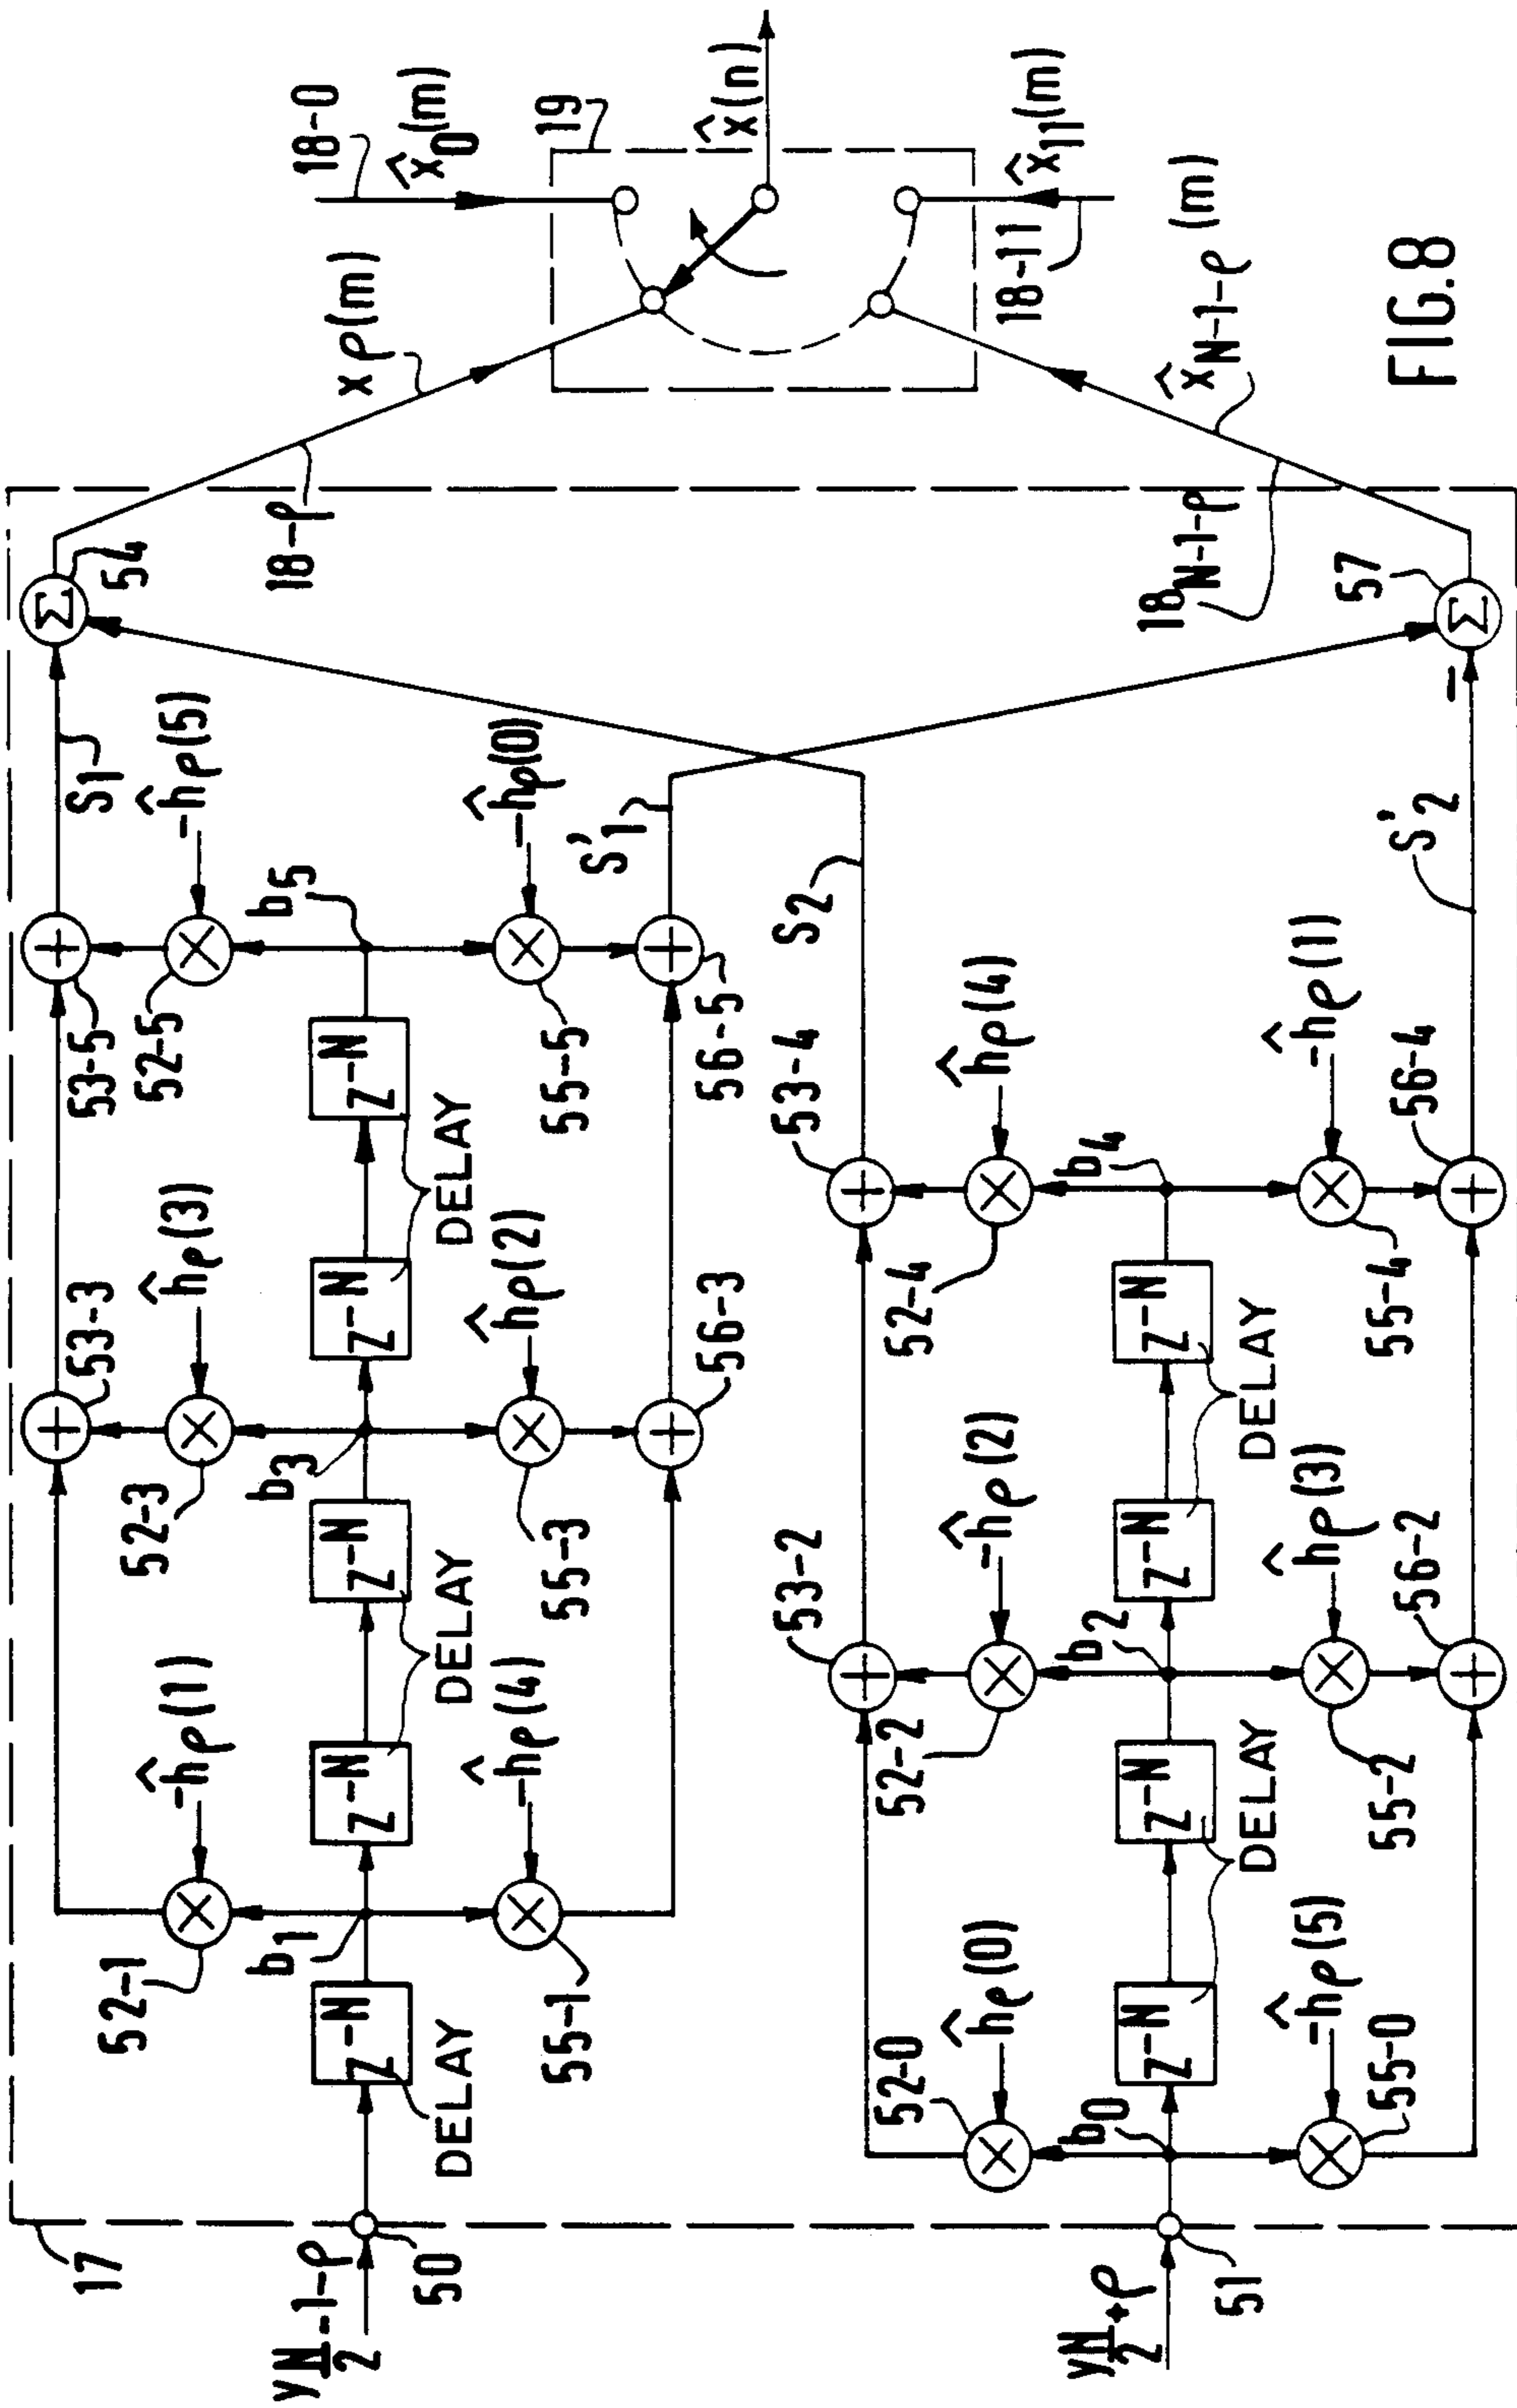 17
y N/2 -1-ρ
50
DELAY
z⁻ᴺ
b₁
52-1
-ĥρ(1)
55-1
-ĥρ(4)
z⁻ᴺ
z⁻ᴺ
DELAY
b₃
52-3
53-3
ĥρ(3)
55-3
ĥρ(2)
56-3
z⁻ᴺ
z⁻ᴺ
DELAY
b₅
52-5
53-5
-ĥρ(5)
55-5
-ĥρ(0)
56-5
S₁
S'₁
Σ
54
y N/2 +ρ
51
b₀
52-0
ĥρ(0)
55-0
-ĥρ(5)
z⁻ᴺ
z⁻ᴺ
DELAY
b₂
52-2
53-2
-ĥρ(2)
55-2
ĥρ(3)
56-2
z⁻ᴺ
z⁻ᴺ
DELAY
b₄
52-4
53-4
ĥρ(4)
55-4
-ĥρ(1)
56-4
S₂
S'₂
-
Σ
57
18-ρ
xρ(m)
18 N-1-ρ
x̂ N-1-ρ (m)
18-0
x̂₀(m)
19
x̂(n)
18-11
x̂₁₁(m)
FIG.8